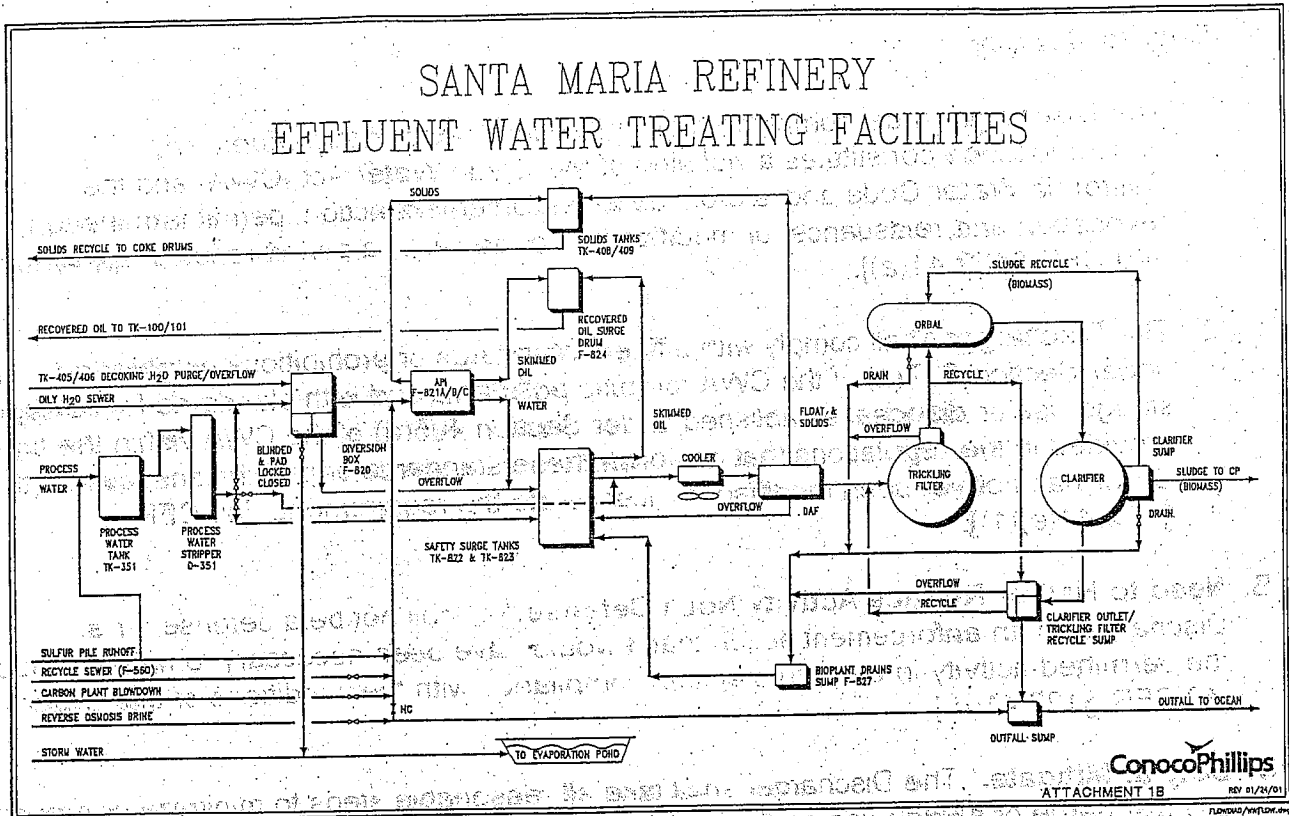 SANTA MARIA REFINERY
EFFLUENT WATER TREATING FACILITIES
SOLIDS
SOLIDS RECYCLE TO COKE DRUMS
SOLIDS TANKS
TK-408/409
RECOVERED OIL TO TK-100/101
RECOVERED
OIL SURGE
DRUM
F-824
SLUDGE RECYCLE
(BIOMASS)
ORBAL
TK-405/406 DECOKING H2O PURGE/OVERFLOW
OILY H2O SEWER
API
F-821A/B/C
SKIMMED
OIL
WATER
DRAIN
RECYCLE
SKIMMED
OIL
FLOAT, &
SOLIDS
OVERFLOW
BLINDED
& PAD
LOCKED
CLOSED
DIVERSION
BOX
F-820
OVERFLOW
COOLER
DAF
OVERFLOW
TRICKLING
FILTER
CLARIFIER
CLARIFIER
SUMP
SLUDGE TO CP
(BIOMASS)
DRAIN
PROCESS
WATER
PROCESS
WATER
TANK
TK-351
PROCESS
WATER
STRIPPER
D-351
SAFETY SURGE TANKS
TK-822 & TK-823
OVERFLOW
RECYCLE
CLARIFIER OUTLET/
TRICKLING FILTER
RECYCLE SUMP
SULFUR PILE RUNOFF
RECYCLE SEWER (F-560)
CARBON PLANT BLOWDOWN
REVERSE OSMOSIS BRINE
NC
BIOPLANT DRAINS
SUMP F-827
OUTFALL TO OCEAN
OUTFALL SUMP
STORM WATER
TO EVAPORATION POND
ConocoPhillips
ATTACHMENT 1B
REV 01/24/01